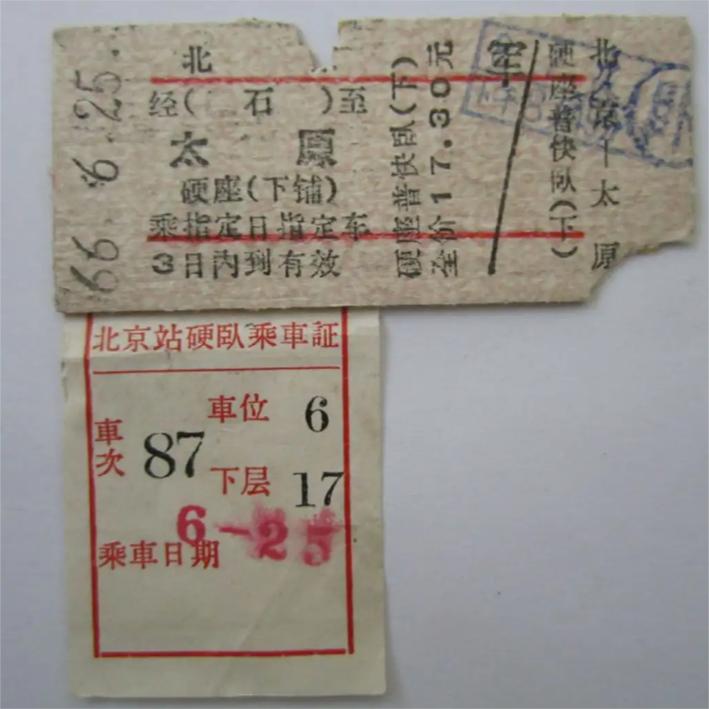 66.6.25.
北
经( 石 )至
太 原
硬座(下铺)
乘指定日指定车
3日内到有效
硬座普快卧(下)
全价17.30元
硬座普快卧(下)
北京—太原
北京站硬臥乘車証
車次 87
車位 6
下层 17
6-25
乘車日期